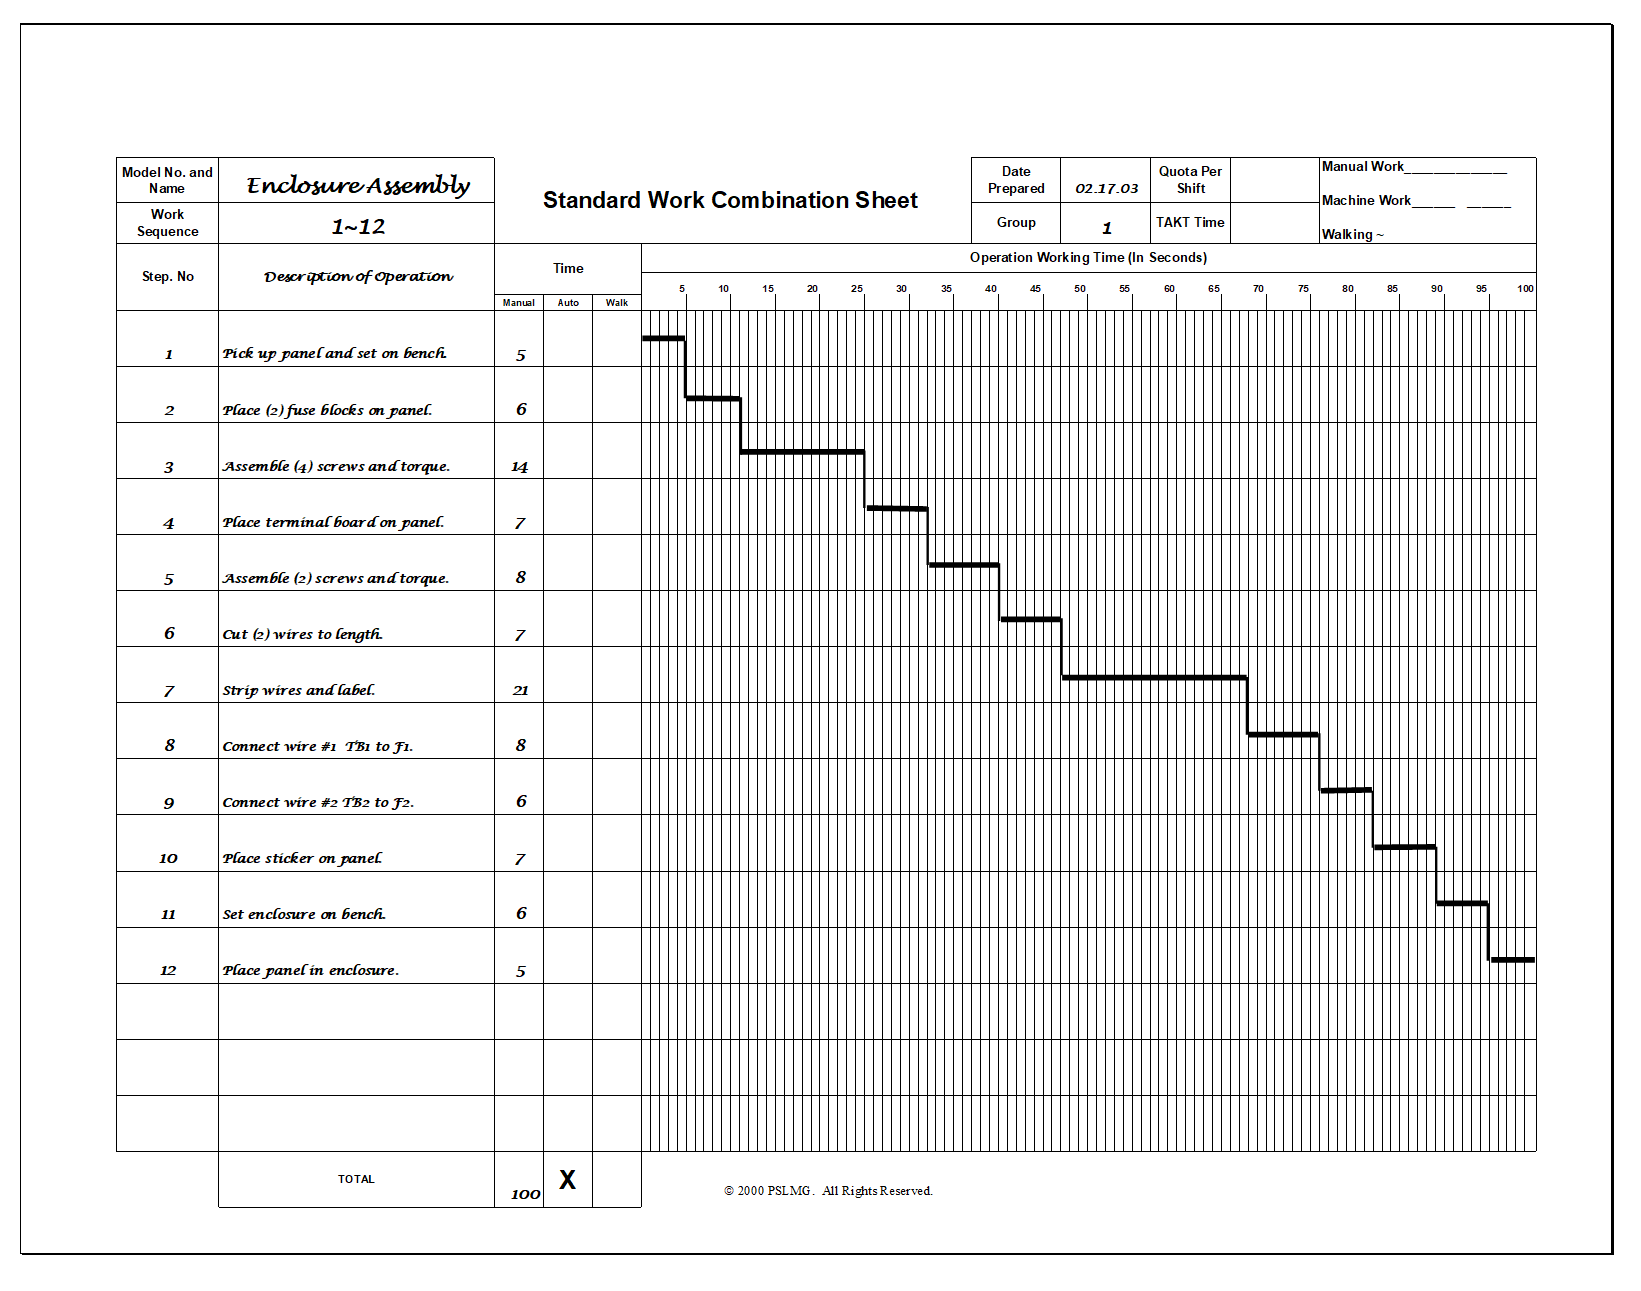 Model No. and
Name
Enclosure Assembly
Work
Sequence
1~12
Standard Work Combination Sheet
Date
Prepared
02.17.03
Quota Per
Shift
Group
1
TAKT Time
Manual Work_______________
Machine Work______ ______
Walking ~
Step. No
Description of Operation
Time
Manual Auto Walk
Operation Working Time (In Seconds)
5 10 15 20 25 30 35 40 45 50 55 60 65 70 75 80 85 90 95 100
1 Pick up panel and set on bench. 5
2 Place (2) fuse blocks on panel. 6
3 Assemble (4) screws and torque. 14
4 Place terminal board on panel. 7
5 Assemble (2) screws and torque. 8
6 Cut (2) wires to length. 7
7 Strip wires and label. 21
8 Connect wire #1 TB1 to F1. 8
9 Connect wire #2 TB2 to F2. 6
10 Place sticker on panel. 7
11 Set enclosure on bench. 6
12 Place panel in enclosure. 5
TOTAL 100 X
© 2000 PSLMG. All Rights Reserved.